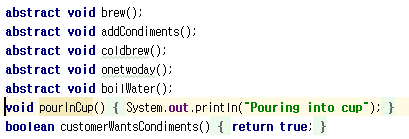 abstract void brew();
abstract void addCondiments();
abstract void coldbrew();
abstract void onetwoday();
abstract void boilWater();
void pourInCup() { System.out.println("Pouring into cup"); }
boolean customerWantsCondiments() { return true; }